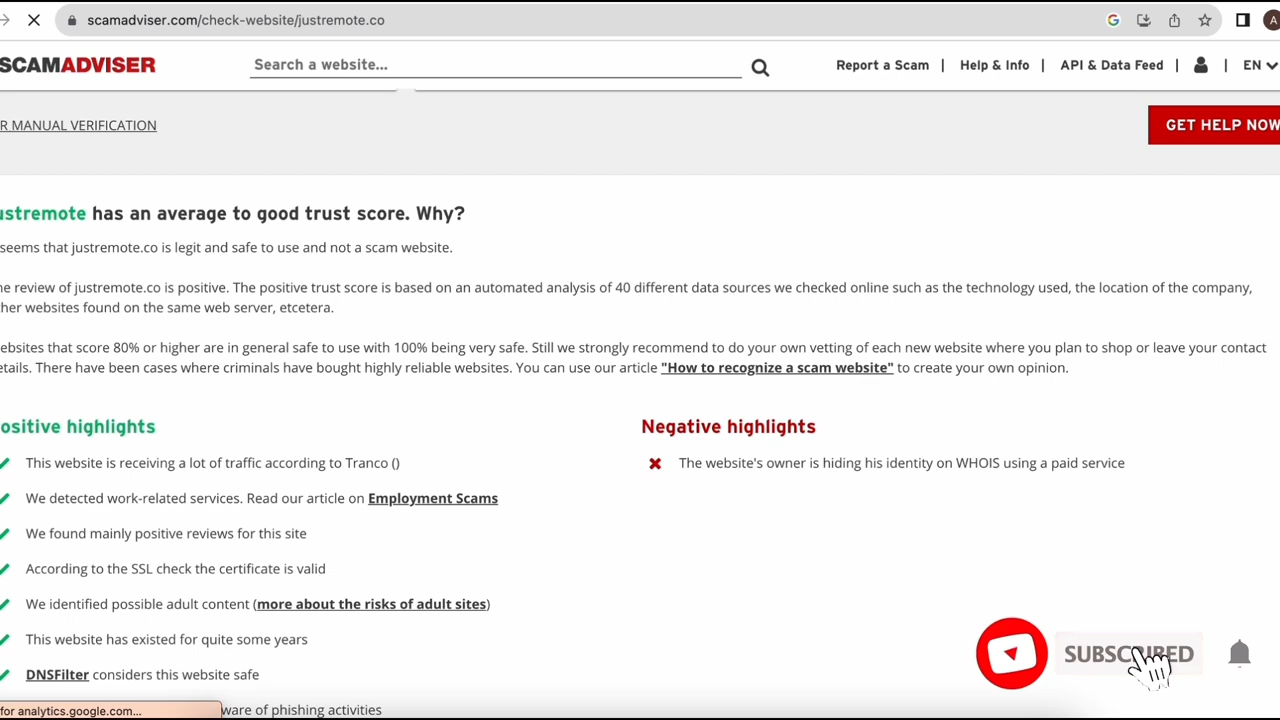 scamadviser.com/check-website/justremote.co
A
SCAMADVISER
Search a website...
Report a Scam | Help & Info | API & Data Feed | | EN
R MANUAL VERIFICATION
GET HELP NOW
ustremote has an average to good trust score. Why?
seems that justremote.co is legit and safe to use and not a scam website.
ne review of justremote.co is positive. The positive trust score is based on an automated analysis of 40 different data sources we checked online such as the technology used, the location of the company,
her websites found on the same web server, etcetera.
ebsites that score 80% or higher are in general safe to use with 100% being very safe. Still we strongly recommend to do your own vetting of each new website where you plan to shop or leave your contact
etails. There have been cases where criminals have bought highly reliable websites. You can use our article "How to recognize a scam website" to create your own opinion.
ositive highlights
This website is receiving a lot of traffic according to Tranco ()
We detected work-related services. Read our article on Employment Scams
We found mainly positive reviews for this site
According to the SSL check the certificate is valid
We identified possible adult content (more about the risks of adult sites)
This website has existed for quite some years
DNSFilter considers this website safe
ware of phishing activities
Negative highlights
The website's owner is hiding his identity on WHOIS using a paid service
SUBSCRIBED
for analytics.google.com...